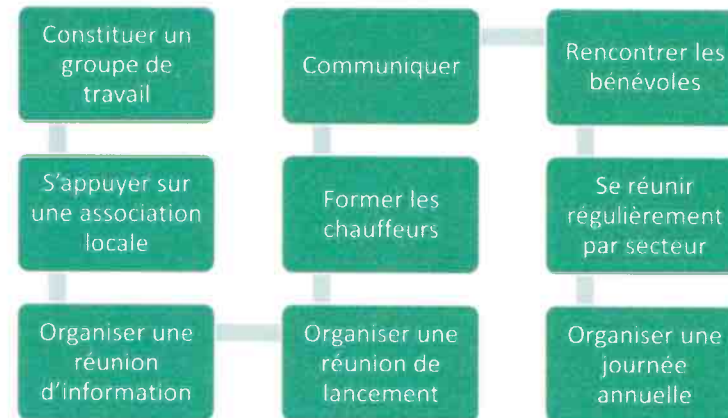 Constituer un
groupe de
travail
S'appuyer sur
une association
locale
Organiser une
réunion
d'information
Organiser une
réunion de
lancement
Former les
chauffeurs
Communiquer
Rencontrer les
bénévoles
Se réunir
régulièrement
par secteur
Organiser une
journée
annuelle